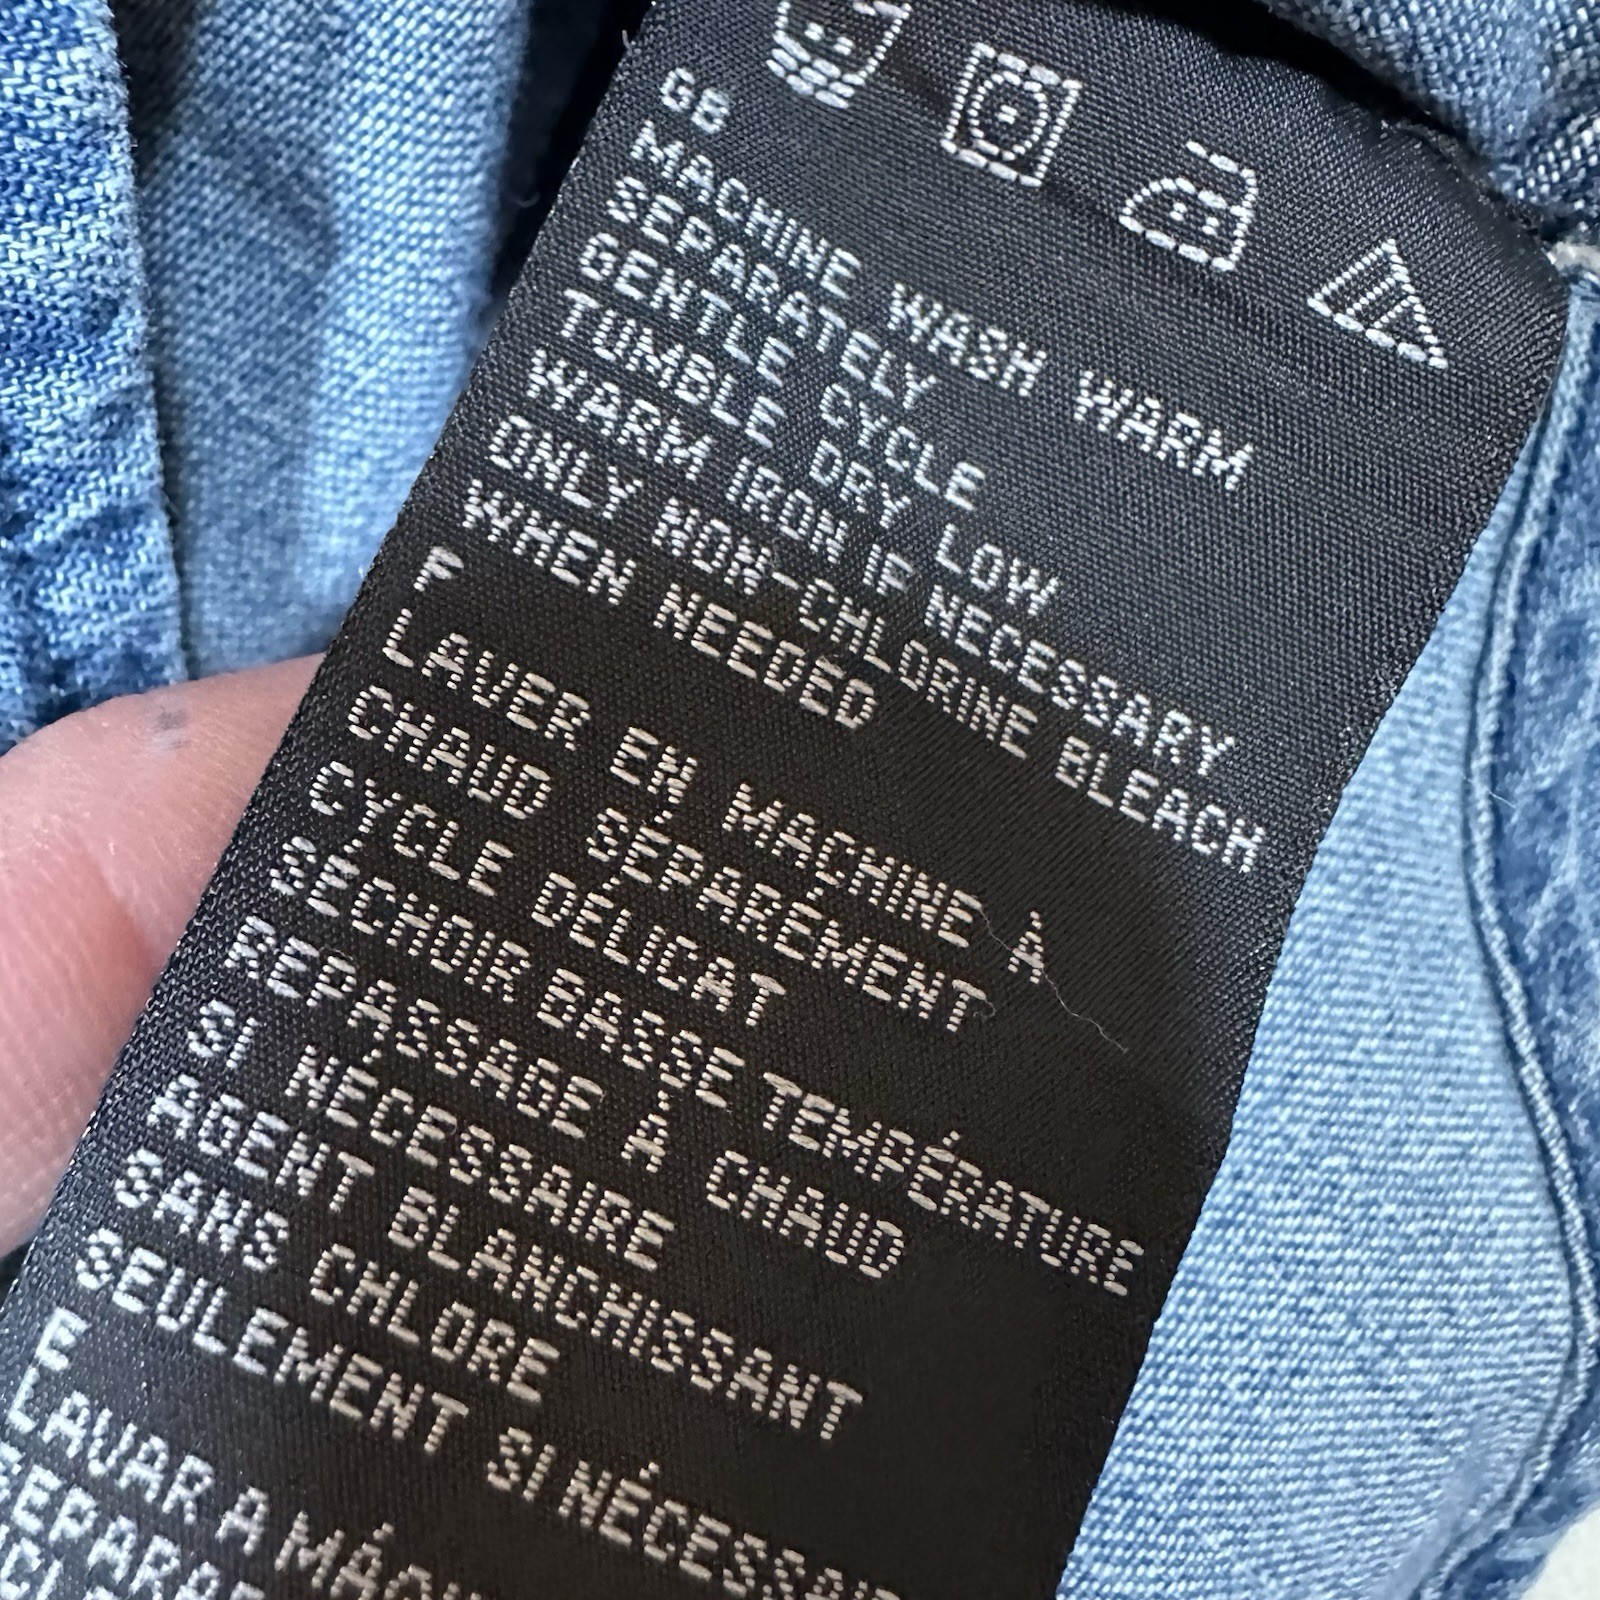 GB
MACHINE WASH WARM
SEPARATELY
GENTLE CYCLE
TUMBLE DRY LOW
WARM IRON IF NECESSARY
ONLY NON-CHLORINE BLEACH
WHEN NEEDED
F
LAVER EN MACHINE À
CHAUD SÉPARÉMENT
CYCLE DÉLICAT
SÉCHOIR BASSE TEMPÉRATURE
REPASSAGE À CHAUD
SI NÉCESSAIRE
AGENT BLANCHISSANT
SANS CHLORE
SEULEMENT SI
E
LAVAR A